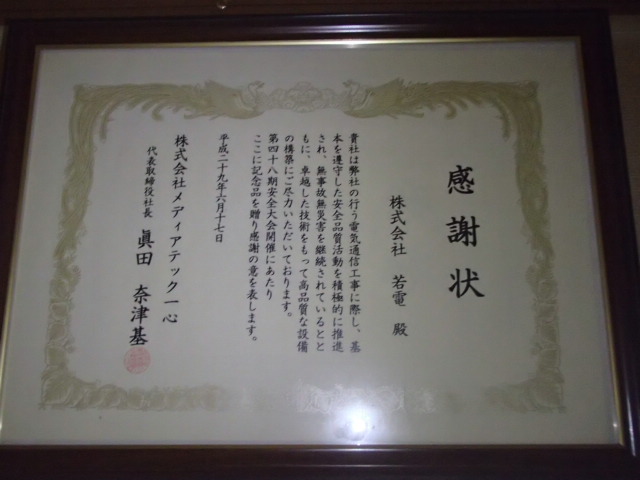 感謝状
株式会社 若電 殿
貴社は弊社の行う電気通信工事に際し、基
本を遵守した安全品質活動を積極的に推進
され、無事故無災害を継続されているとと
もに、卓越した技術をもって高品質な設備
の構築にご尽力いただいております。
第四十八期安全大会開催にあたり
ここに記念品を贈り感謝の意を表します。
平成二十九年六月十七日
株式会社メディアテック一心
代表取締役社長 眞田 奈津基